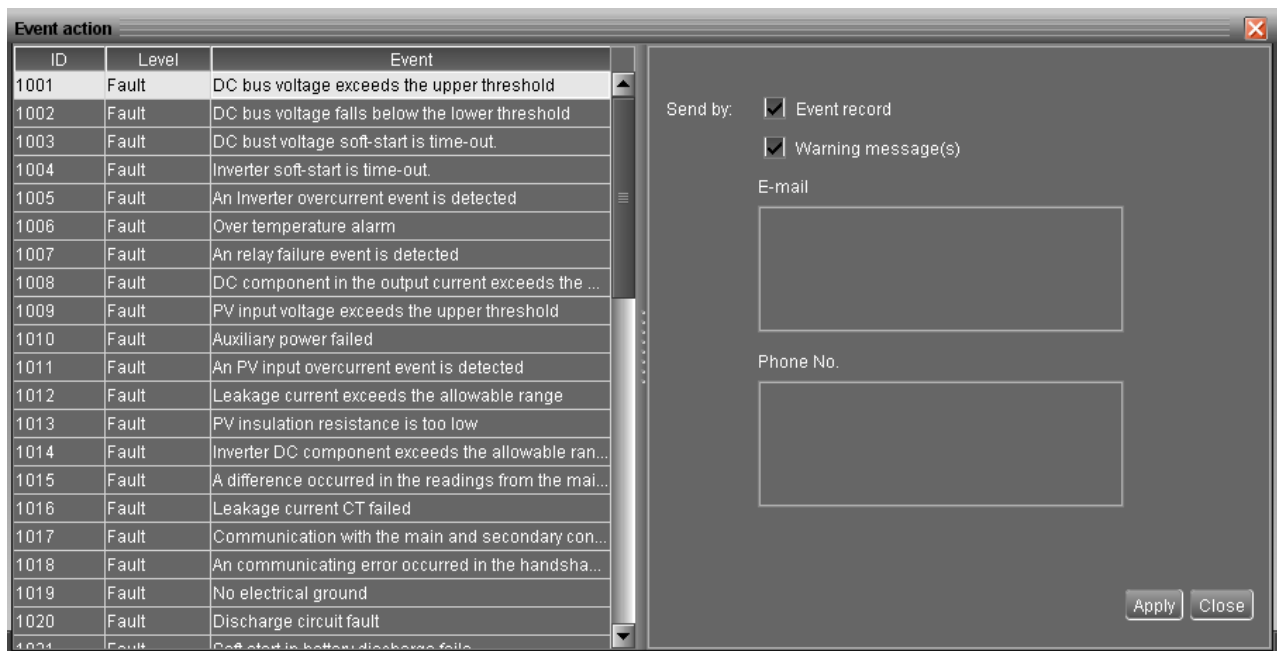 Event action
ID Level Event
1001 Fault DC bus voltage exceeds the upper threshold
1002 Fault DC bus voltage falls below the lower threshold
1003 Fault DC bust voltage soft-start is time-out.
1004 Fault Inverter soft-start is time-out.
1005 Fault An Inverter overcurrent event is detected
1006 Fault Over temperature alarm
1007 Fault An relay failure event is detected
1008 Fault DC component in the output current exceeds the ...
1009 Fault PV input voltage exceeds the upper threshold
1010 Fault Auxiliary power failed
1011 Fault An PV input overcurrent event is detected
1012 Fault Leakage current exceeds the allowable range
1013 Fault PV insulation resistance is too low
1014 Fault Inverter DC component exceeds the allowable ran...
1015 Fault A difference occurred in the readings from the mai...
1016 Fault Leakage current CT failed
1017 Fault Communication with the main and secondary con...
1018 Fault An communicating error occurred in the handsha...
1019 Fault No electrical ground
1020 Fault Discharge circuit fault
1021 Fault Soft start in battery discharge fails
Send by: Event record
Warning message(s)
E-mail
Phone No.
Apply Close